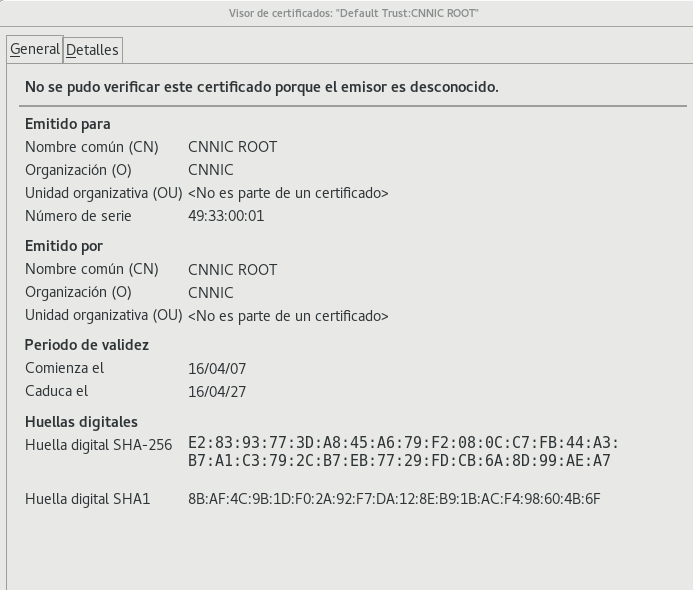 Visor de certificados: "Default Trust:CNNIC ROOT"
General Detalles
No se pudo verificar este certificado porque el emisor es desconocido.
Emitido para
Nombre común (CN) CNNIC ROOT
Organización (O) CNNIC
Unidad organizativa (OU) <No es parte de un certificado>
Número de serie 49:33:00:01
Emitido por
Nombre común (CN) CNNIC ROOT
Organización (O) CNNIC
Unidad organizativa (OU) <No es parte de un certificado>
Periodo de validez
Comienza el 16/04/07
Caduca el 16/04/27
Huellas digitales
Huella digital SHA-256 E2:83:93:77:3D:A8:45:A6:79:F2:08:0C:C7:FB:44:A3:
B7:A1:C3:79:2C:B7:EB:77:29:FD:CB:6A:8D:99:AE:A7
Huella digital SHA1 8B:AF:4C:9B:1D:F0:2A:92:F7:DA:12:8E:B9:1B:AC:F4:98:60:4B:6F